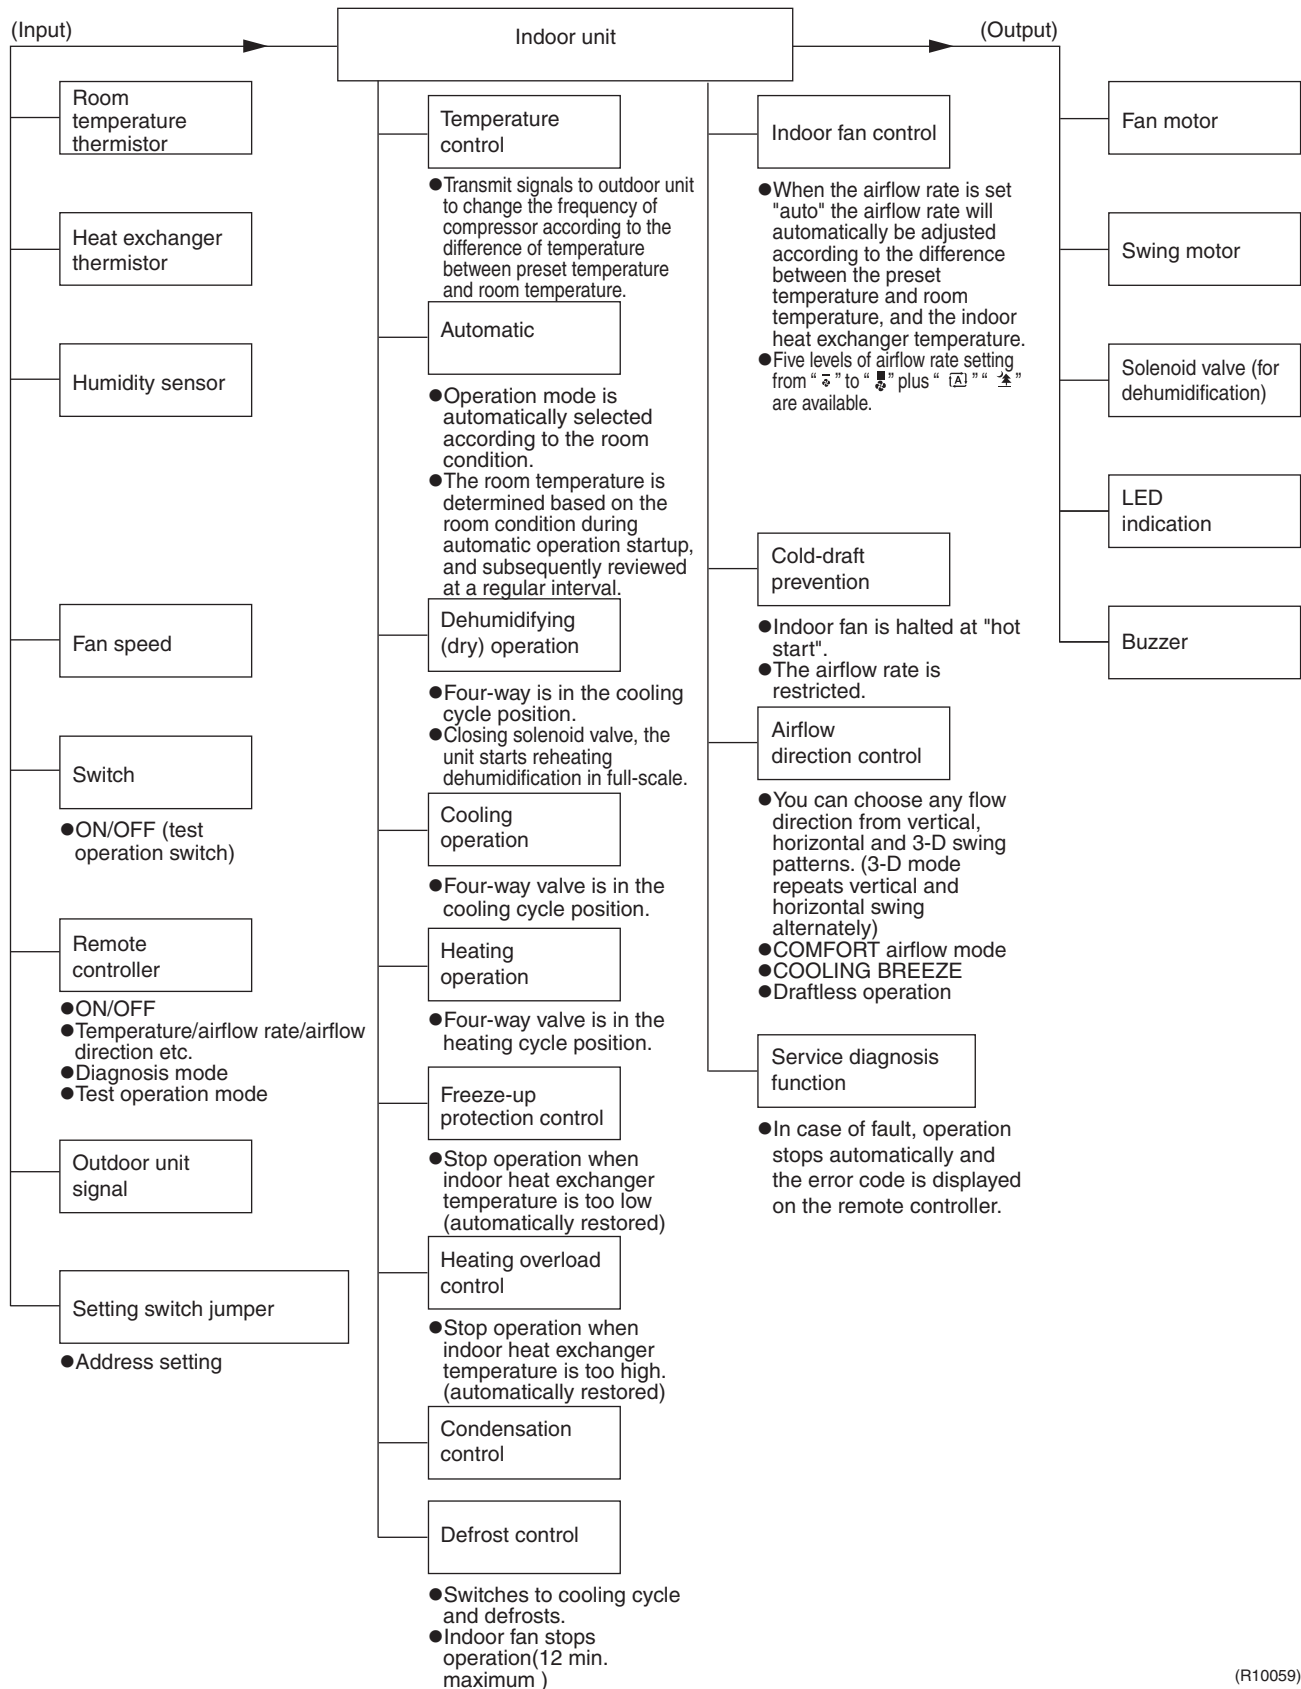 (Input)
Indoor unit
(Output)
Room
temperature
thermistor
Heat exchanger
thermistor
Humidity sensor
Fan speed
Switch
●ON/OFF (test
operation switch)
Remote
controller
●ON/OFF
●Temperature/airflow rate/airflow
direction etc.
●Diagnosis mode
●Test operation mode
Outdoor unit
signal
Setting switch jumper
●Address setting
Temperature
control
●Transmit signals to outdoor unit
to change the frequency of
compressor according to the
difference of temperature
between preset temperature
and room temperature.
Automatic
●Operation mode is
automatically selected
according to the room
condition.
●The room temperature is
determined based on the
room condition during
automatic operation startup,
and subsequently reviewed
at a regular interval.
Dehumidifying
(dry) operation
●Four-way is in the cooling
cycle position.
●Closing solenoid valve, the
unit starts reheating
dehumidification in full-scale.
Cooling
operation
●Four-way valve is in the
cooling cycle position.
Heating
operation
●Four-way valve is in the
heating cycle position.
Freeze-up
protection control
●Stop operation when
indoor heat exchanger
temperature is too low
(automatically restored)
Heating overload
control
●Stop operation when
indoor heat exchanger
temperature is too high.
(automatically restored)
Condensation
control
Defrost control
●Switches to cooling cycle
and defrosts.
●Indoor fan stops
operation(12 min.
maximum )
Indoor fan control
●When the airflow rate is set
"auto" the airflow rate will
automatically be adjusted
according to the difference
between the preset
temperature and room
temperature, and the indoor
heat exchanger temperature.
●Five levels of airflow rate setting
from “ ” to “ ” plus “ A ” “ ”
are available.
Cold-draft
prevention
●Indoor fan is halted at "hot
start".
●The airflow rate is
restricted.
Airflow
direction control
●You can choose any flow
direction from vertical,
horizontal and 3-D swing
patterns. (3-D mode
repeats vertical and
horizontal swing
alternately)
●COMFORT airflow mode
●COOLING BREEZE
●Draftless operation
Service diagnosis
function
●In case of fault, operation
stops automatically and
the error code is displayed
on the remote controller.
Fan motor
Swing motor
Solenoid valve (for
dehumidification)
LED
indication
Buzzer
(R10059)